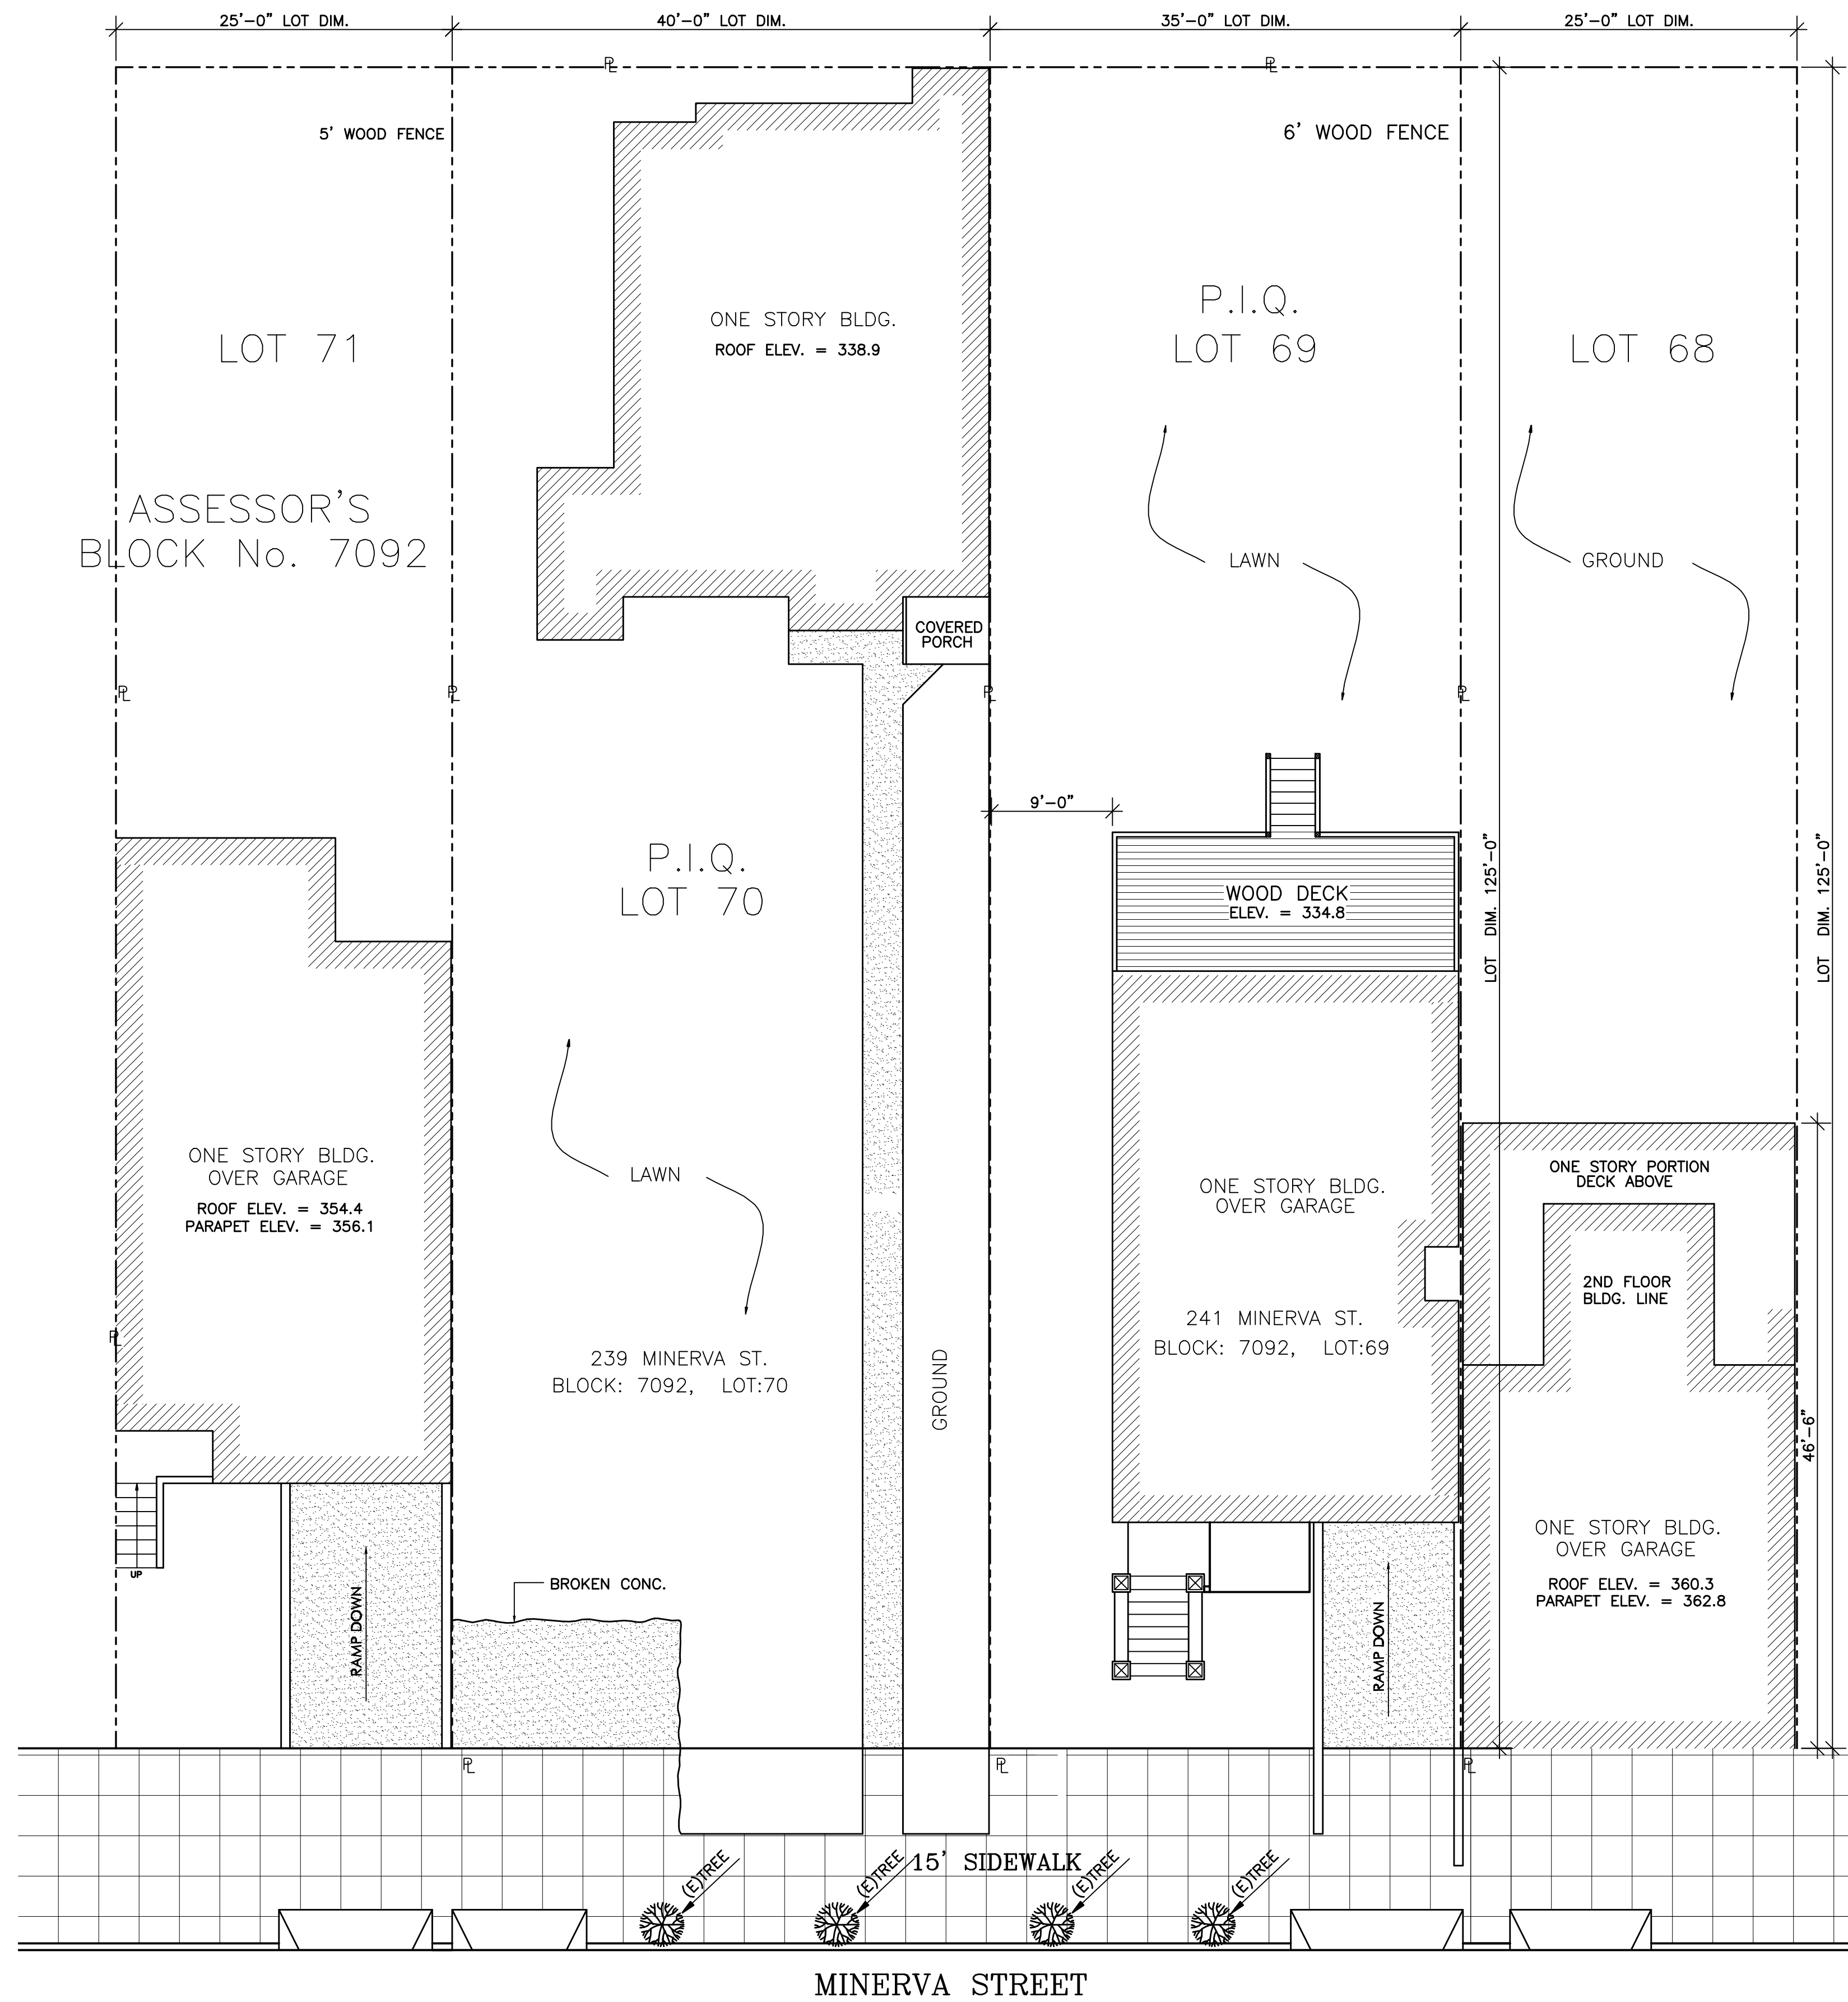 25'-0" LOT DIM.
40'-0" LOT DIM.
35'-0" LOT DIM.
25'-0" LOT DIM.
PL
PL
5' WOOD FENCE
6' WOOD FENCE
LOT 71
ONE STORY BLDG.
ROOF ELEV. = 338.9
P.I.Q.
LOT 69
LOT 68
ASSESSOR'S
BLOCK No. 7092
LAWN
GROUND
COVERED
PORCH
PL
PL
PL
PL
9'-0"
P.I.Q.
LOT 70
WOOD DECK
ELEV. = 334.8
LOT DIM. 125'-0"
LOT DIM. 125'-0"
ONE STORY BLDG.
OVER GARAGE
ROOF ELEV. = 354.4
PARAPET ELEV. = 356.1
LAWN
ONE STORY BLDG.
OVER GARAGE
ONE STORY PORTION
DECK ABOVE
2ND FLOOR
BLDG. LINE
PL
239 MINERVA ST.
BLOCK: 7092, LOT:70
GROUND
241 MINERVA ST.
BLOCK: 7092, LOT:69
46'-6"
ONE STORY BLDG.
OVER GARAGE
ROOF ELEV. = 360.3
PARAPET ELEV. = 362.8
UP
RAMP DOWN
BROKEN CONC.
RAMP DOWN
PL
PL
PL
15' SIDEWALK
(E)TREE
(E)TREE
(E)TREE
(E)TREE
MINERVA STREET